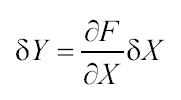 δY = ∂F/∂X δX